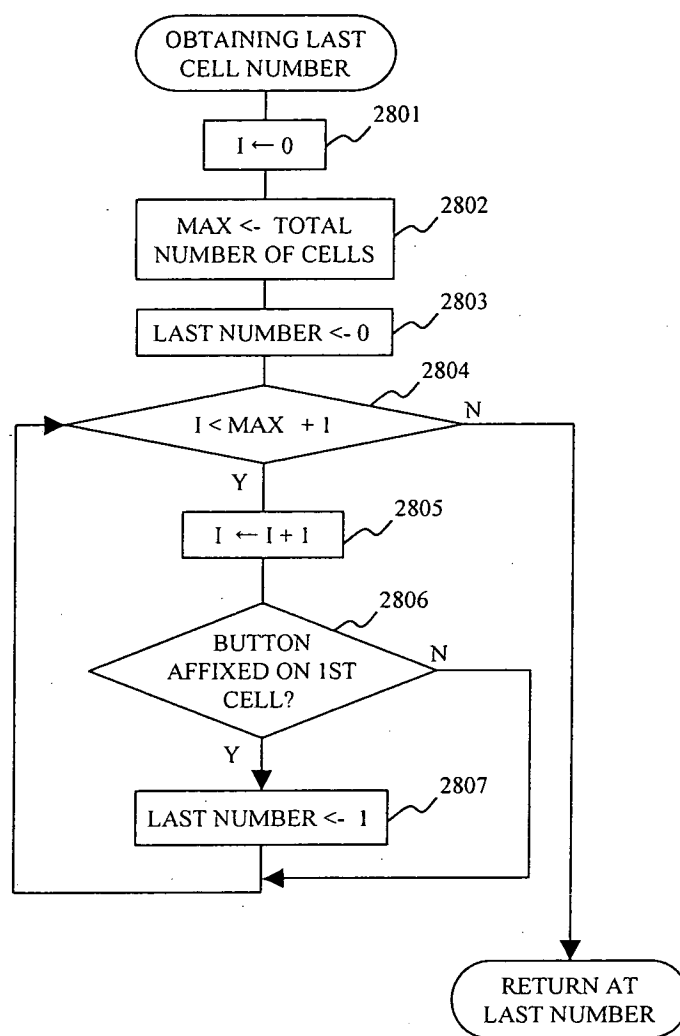 OBTAINING LAST
CELL NUMBER
2801
I ← 0
2802
MAX <- TOTAL
NUMBER OF CELLS
2803
LAST NUMBER <- 0
2804
I < MAX + 1
N
Y
2805
I ← I + 1
2806
BUTTON
AFFIXED ON 1ST
CELL?
N
Y
2807
LAST NUMBER <- 1
RETURN AT
LAST NUMBER